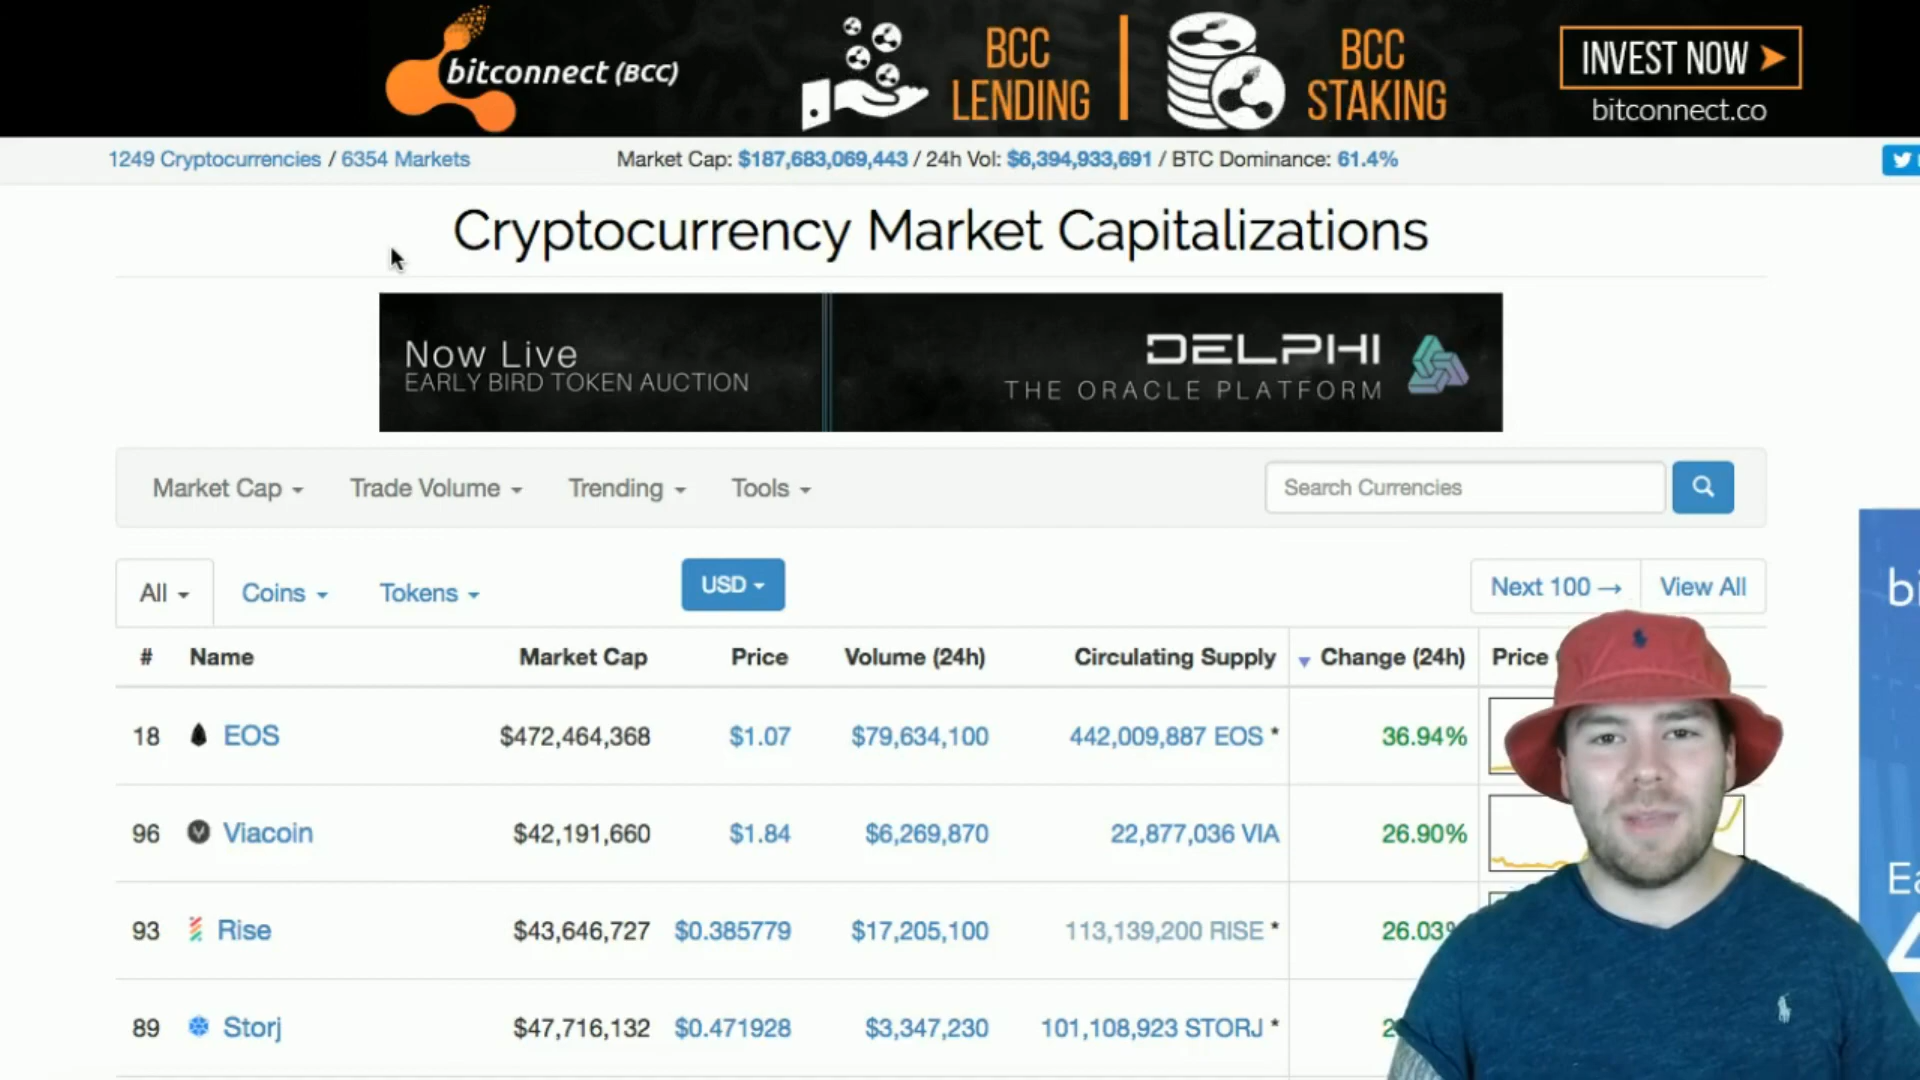 bitconnect (BCC)
BCC LENDING
BCC STAKING
INVEST NOW
bitconnect.co
1249 Cryptocurrencies / 6354 Markets
Market Cap: $187,683,069,443 / 24h Vol: $6,394,933,691 / BTC Dominance: 61.4%
Cryptocurrency Market Capitalizations
Now Live
EARLY BIRD TOKEN AUCTION
DELPHI
THE ORACLE PLATFORM
Market Cap Trade Volume Trending Tools Search Currencies
All Coins Tokens USD Next 100 → View All
# Name Market Cap Price Volume (24h) Circulating Supply Change (24h) Price
18 EOS $472,464,368 $1.07 $79,634,100 442,009,887 EOS * 36.94%
96 Viacoin $42,191,660 $1.84 $6,269,870 22,877,036 VIA 26.90%
93 Rise $43,646,727 $0.385779 $17,205,100 113,139,200 RISE * 26.03%
89 Storj $47,716,132 $0.471928 $3,347,230 101,108,923 STORJ *